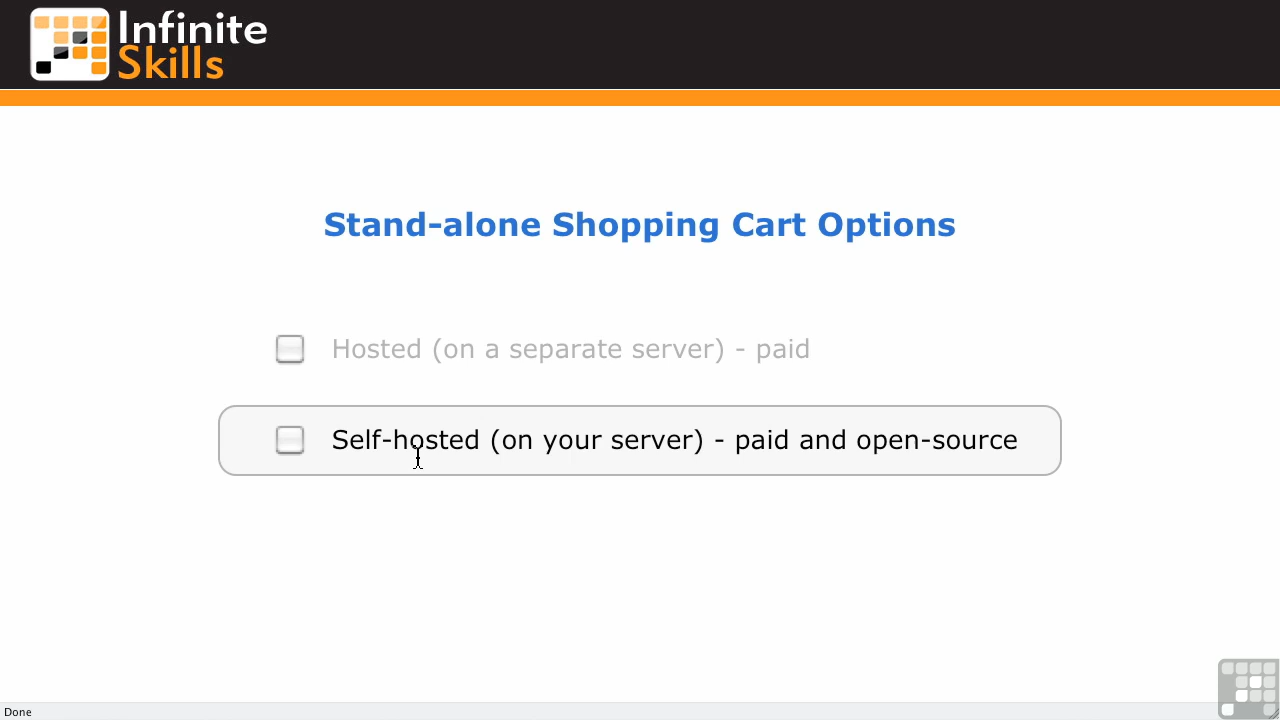 Infinite
Skills
Stand-alone Shopping Cart Options
Hosted (on a separate server) - paid
Self-hosted (on your server) - paid and open-source
Done